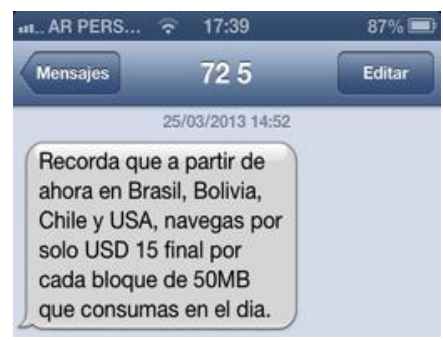 AR PERS... 17:39 87%
Mensajes 72 5 Editar
25/03/2013 14:52
Recorda que a partir de
ahora en Brasil, Bolivia,
Chile y USA, navegas por
solo USD 15 final por
cada bloque de 50MB
que consumas en el dia.